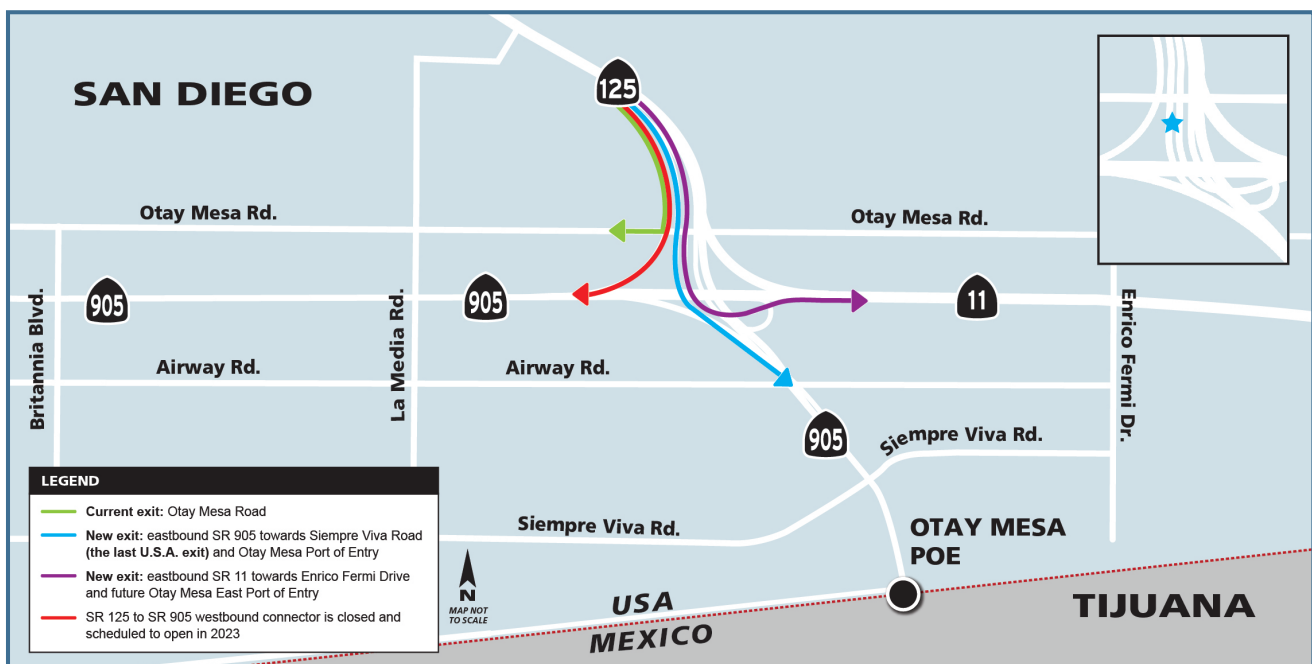 SAN DIEGO
125
Otay Mesa Rd.
Otay Mesa Rd.
905
905
11
Britannia Blvd.
La Media Rd.
Enrico Fermi Dr.
Airway Rd.
Airway Rd.
905
Siempre Viva Rd.
Siempre Viva Rd.
LEGEND
Current exit: Otay Mesa Road
New exit: eastbound SR 905 towards Siempre Viva Road
(the last U.S.A. exit) and Otay Mesa Port of Entry
New exit: eastbound SR 11 towards Enrico Fermi Drive
and future Otay Mesa East Port of Entry
SR 125 to SR 905 westbound connector is closed and
scheduled to open in 2023
N
MAP NOT
TO SCALE
OTAY MESA
POE
USA
MEXICO
TIJUANA